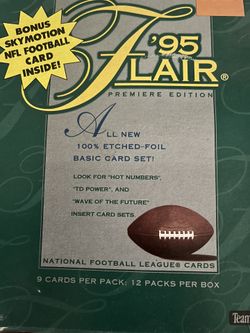 BONUS
SKYMOTION
NFL FOOTBALL
CARD
INSIDE!
'95
FLAIR®
PREMIERE EDITION
ALL NEW
100% ETCHED-FOIL
BASIC CARD SET!
LOOK FOR "HOT NUMBERS",
"TD POWER", AND
"WAVE OF THE FUTURE"
INSERT CARD SETS.
NATIONAL FOOTBALL LEAGUE® CARDS
9 CARDS PER PACK; 12 PACKS PER BOX
Team